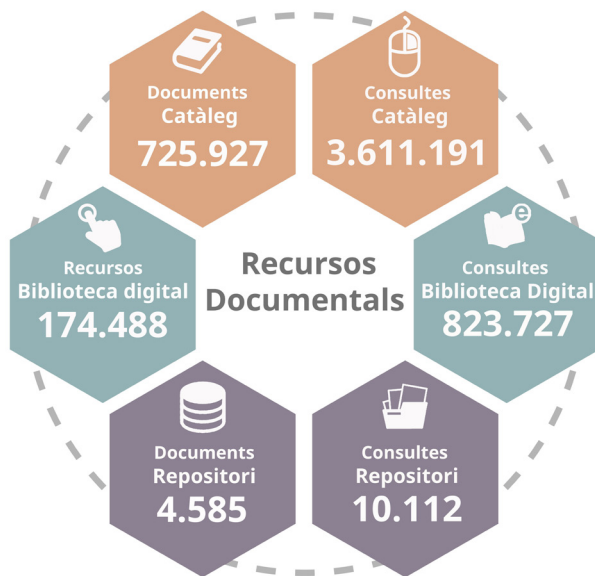 Documents
Catàleg
725.927
Consultes
Catàleg
3.611.191
Recursos
Biblioteca digital
174.488
Recursos
Documentals
e
Consultes
Biblioteca Digital
823.727
Documents
Repositori
4.585
Consultes
Repositori
10.112